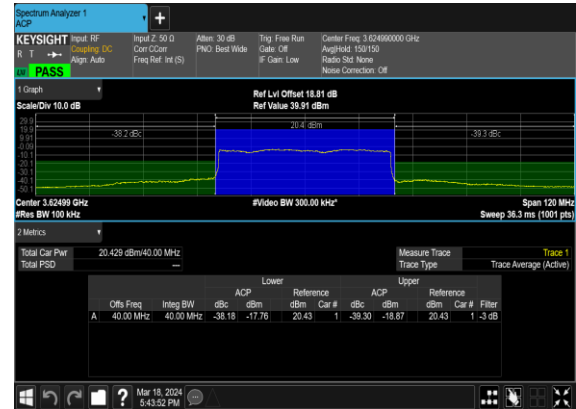 Spectrum Analyzer 1
ACP
+
KEYSIGHT Input: RF Input Z: 50 Ω Atten: 30 dB Trig: Free Run Center Freq: 3.624990000 GHz
R T Coupling: DC Corr CCorr PNO: Best Wide Gate: Off Avg|Hold: 150/150
Align: Auto Freq Ref: Int (S) IF Gain: Low Radio Std: None
LVI PASS Noise Correction: Off
1 Graph Ref Lvl Offset 18.81 dB
Scale/Div 10.0 dB Ref Value 39.91 dBm
29.9
19.9
9.91
-0.09
-10.1
-20.1
-30.1
-40.1
-50.1
-38.2 dBc 20.4 dBm -39.3 dBc
Center 3.62499 GHz #Video BW 300.00 kHz* Span 120 MHz
#Res BW 100 kHz Sweep 36.3 ms (1001 pts)
2 Metrics
Total Car Pwr 20.429 dBm/40.00 MHz Measure Trace Trace 1
Total PSD --- Trace Type Trace Average (Active)
Lower Upper
ACP Reference ACP Reference
Offs Freq Integ BW dBc dBm dBm Car # dBc dBm dBm Car # Filter
A 40.00 MHz 40.00 MHz -38.18 -17.76 20.43 1 -39.30 -18.87 20.43 1 -3 dB
? Mar 18, 2024
5:43:52 PM